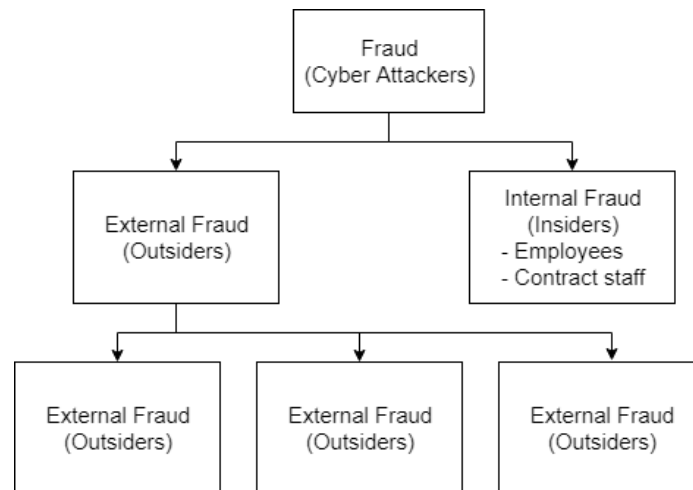 Fraud
(Cyber Attackers)
External Fraud
(Outsiders)
Internal Fraud
(Insiders)
- Employees
- Contract staff
External Fraud
(Outsiders)
External Fraud
(Outsiders)
External Fraud
(Outsiders)